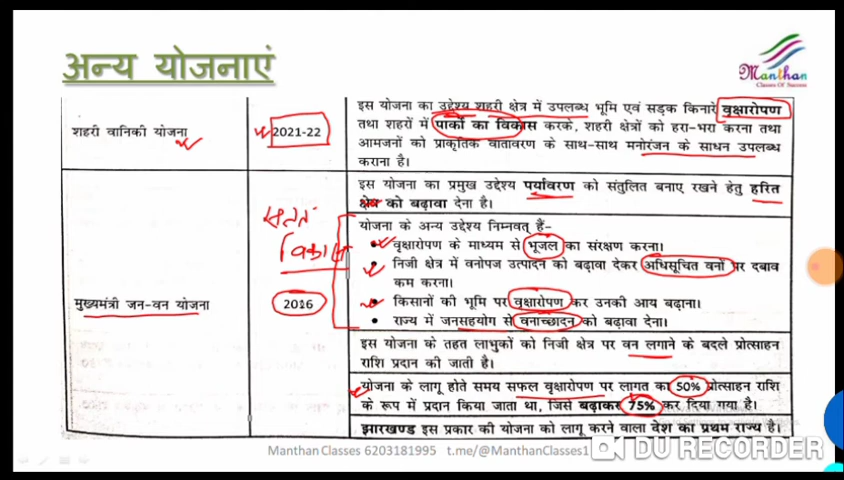 अन्य योजनाएं
Manthan
Classes Of Success
शहरी वानिकी योजना
2021-22
इस योजना का उद्देश्य शहरी क्षेत्र में उपलब्ध भूमि एवं सड़क किनारे वृक्षारोपण
तथा शहरों में पार्कों का विकास करके, शहरी क्षेत्रों को हरा-भरा करना तथा
आमजनों को प्राकृतिक वातावरण के साथ-साथ मनोरंजन के साधन उपलब्ध
कराना है।
मुख्यमंत्री जन-वन योजना
2016
सतत
विकास
इस योजना का प्रमुख उद्देश्य पर्यावरण को संतुलित बनाए रखने हेतु हरित
क्षेत्र को बढ़ावा देना है।
योजना के अन्य उद्देश्य निम्नवत् हैं-
• वृक्षारोपण के माध्यम से भूजल का संरक्षण करना।
• निजी क्षेत्र में वनोपज उत्पादन को बढ़ावा देकर अधिसूचित वनों पर दबाव
कम करना।
• किसानों की भूमि पर वृक्षारोपण कर उनकी आय बढ़ाना।
• राज्य में जनसहयोग से वनाच्छादन को बढ़ावा देना।
इस योजना के तहत लाभुकों को निजी क्षेत्र पर वन लगाने के बदले प्रोत्साहन
राशि प्रदान की जाती है।
योजना के लागू होते समय सफल वृक्षारोपण पर लागत का 50% प्रोत्साहन राशि
के रूप में प्रदान किया जाता था, जिसे बढ़ाकर 75% कर दिया गया है।
झारखण्ड इस प्रकार की योजना को लागू करने वाला देश का प्रथम राज्य है।
Manthan Classes 6203181995 t.me/@ManthanClasses1
DU RECORDER